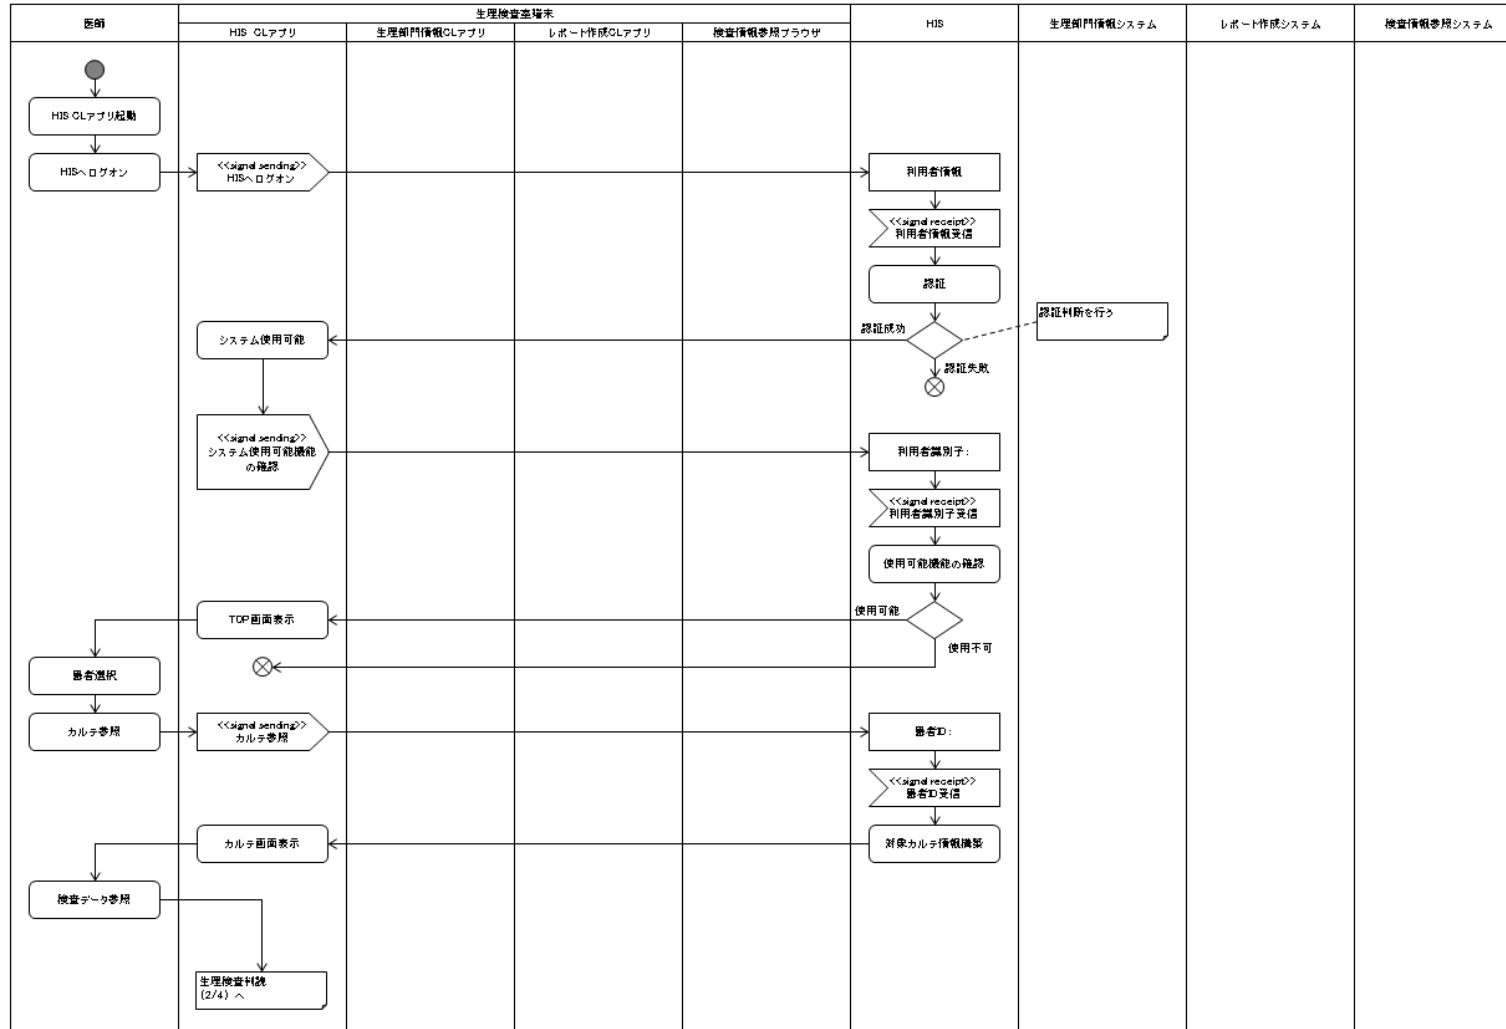 医師
生理検査室端末
HIS CLアプリ
生理部門情報CLアプリ
レポート作成CLアプリ
検査情報参照ブラウザ
HIS
生理部門情報システム
レポート作成システム
検査情報参照システム
HIS CLアプリ起動
HISへログオン
<<signal sending>>
HISへログオン
利用者情報
<<signal receipt>>
利用者情報受信
認証
認証判断を行う
認証成功
システム使用可能
認証失敗
<<signal sending>>
システム使用可能機能
の確認
利用者識別子:
<<signal receipt>>
利用者識別子受信
使用可能機能の確認
使用可能
TOP画面表示
使用不可
患者選択
カルテ参照
<<signal sending>>
カルテ参照
患者ID:
<<signal receipt>>
患者ID受信
カルテ画面表示
対象カルテ情報構築
検査データ参照
生理検査判読
(2/4) へ